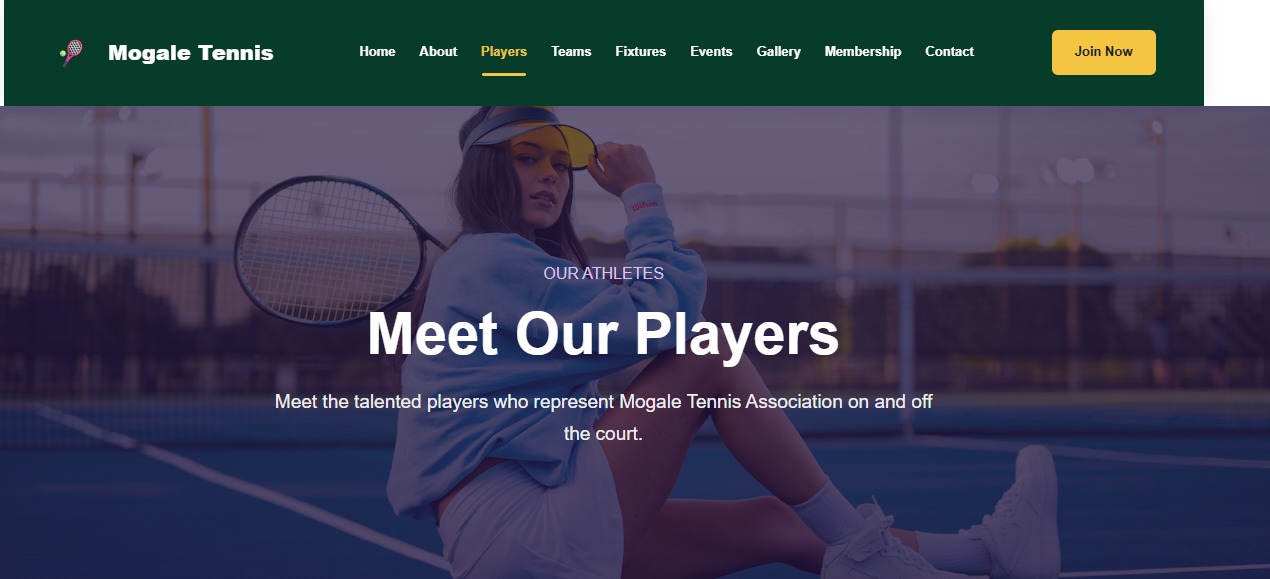 Mogale Tennis
Home About Players Teams Fixtures Events Gallery Membership Contact
Join Now
Wilson
OUR ATHLETES
Meet Our Players
Meet the talented players who represent Mogale Tennis Association on and off
the court.